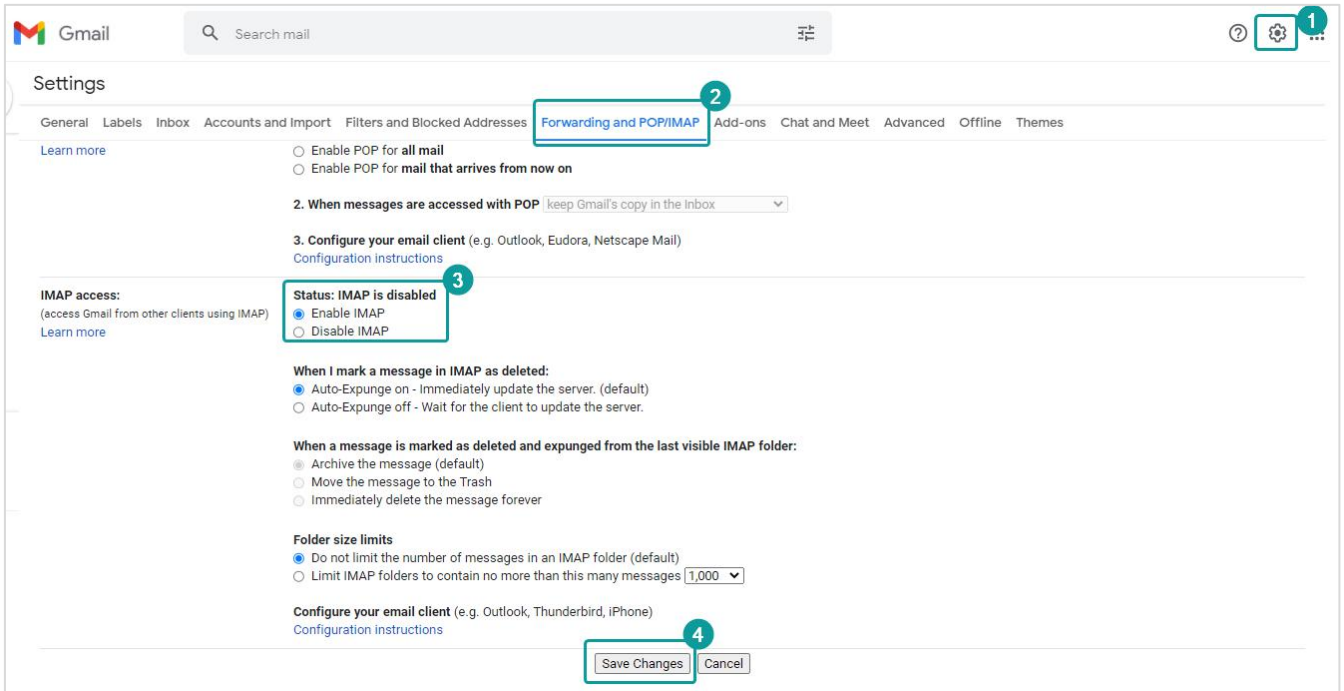 Gmail
Search mail
1
Settings
2
General Labels Inbox Accounts and Import Filters and Blocked Addresses Forwarding and POP/IMAP Add-ons Chat and Meet Advanced Offline Themes
Learn more
Enable POP for all mail
Enable POP for mail that arrives from now on
2. When messages are accessed with POP keep Gmail's copy in the Inbox
3. Configure your email client (e.g. Outlook, Eudora, Netscape Mail)
Configuration instructions
3
IMAP access:
(access Gmail from other clients using IMAP)
Learn more
Status: IMAP is disabled
Enable IMAP
Disable IMAP
When I mark a message in IMAP as deleted:
Auto-Expunge on - Immediately update the server. (default)
Auto-Expunge off - Wait for the client to update the server.
When a message is marked as deleted and expunged from the last visible IMAP folder:
Archive the message (default)
Move the message to the Trash
Immediately delete the message forever
Folder size limits
Do not limit the number of messages in an IMAP folder (default)
Limit IMAP folders to contain no more than this many messages 1,000
Configure your email client (e.g. Outlook, Thunderbird, iPhone)
Configuration instructions
4
Save Changes Cancel